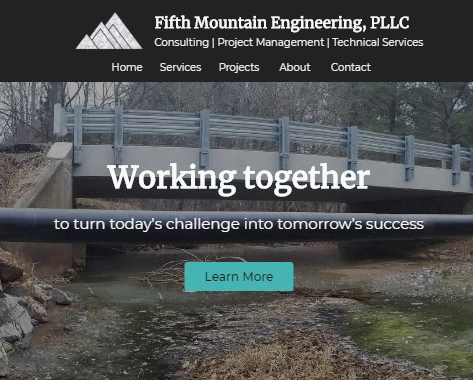 Fifth Mountain Engineering, PLLC
Consulting | Project Management | Technical Services
Home Services Projects About Contact
Working together
to turn today's challenge into tomorrow's success
Learn More